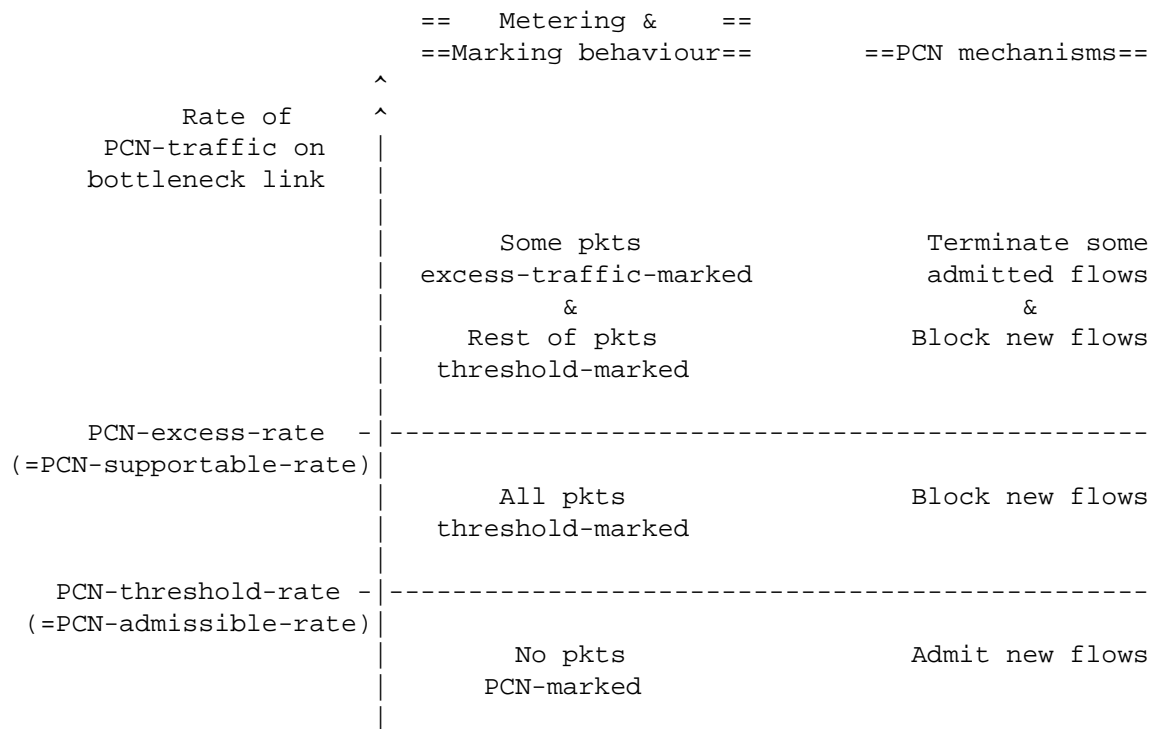 ==   Metering &    ==
==Marking behaviour==       ==PCN mechanisms==
^
Rate of     ^
PCN-traffic on  |
bottleneck link  |
|
|      Some pkts                  Terminate some
| excess-traffic-marked           admitted flows
|          &                            &
|    Rest of pkts                Block new flows
|  threshold-marked
|
PCN-excess-rate  -|------------------------------------------------
(=PCN-supportable-rate)|
|      All pkts                  Block new flows
|  threshold-marked
|
PCN-threshold-rate -|------------------------------------------------
(=PCN-admissible-rate)|
|       No pkts                  Admit new flows
|     PCN-marked
|